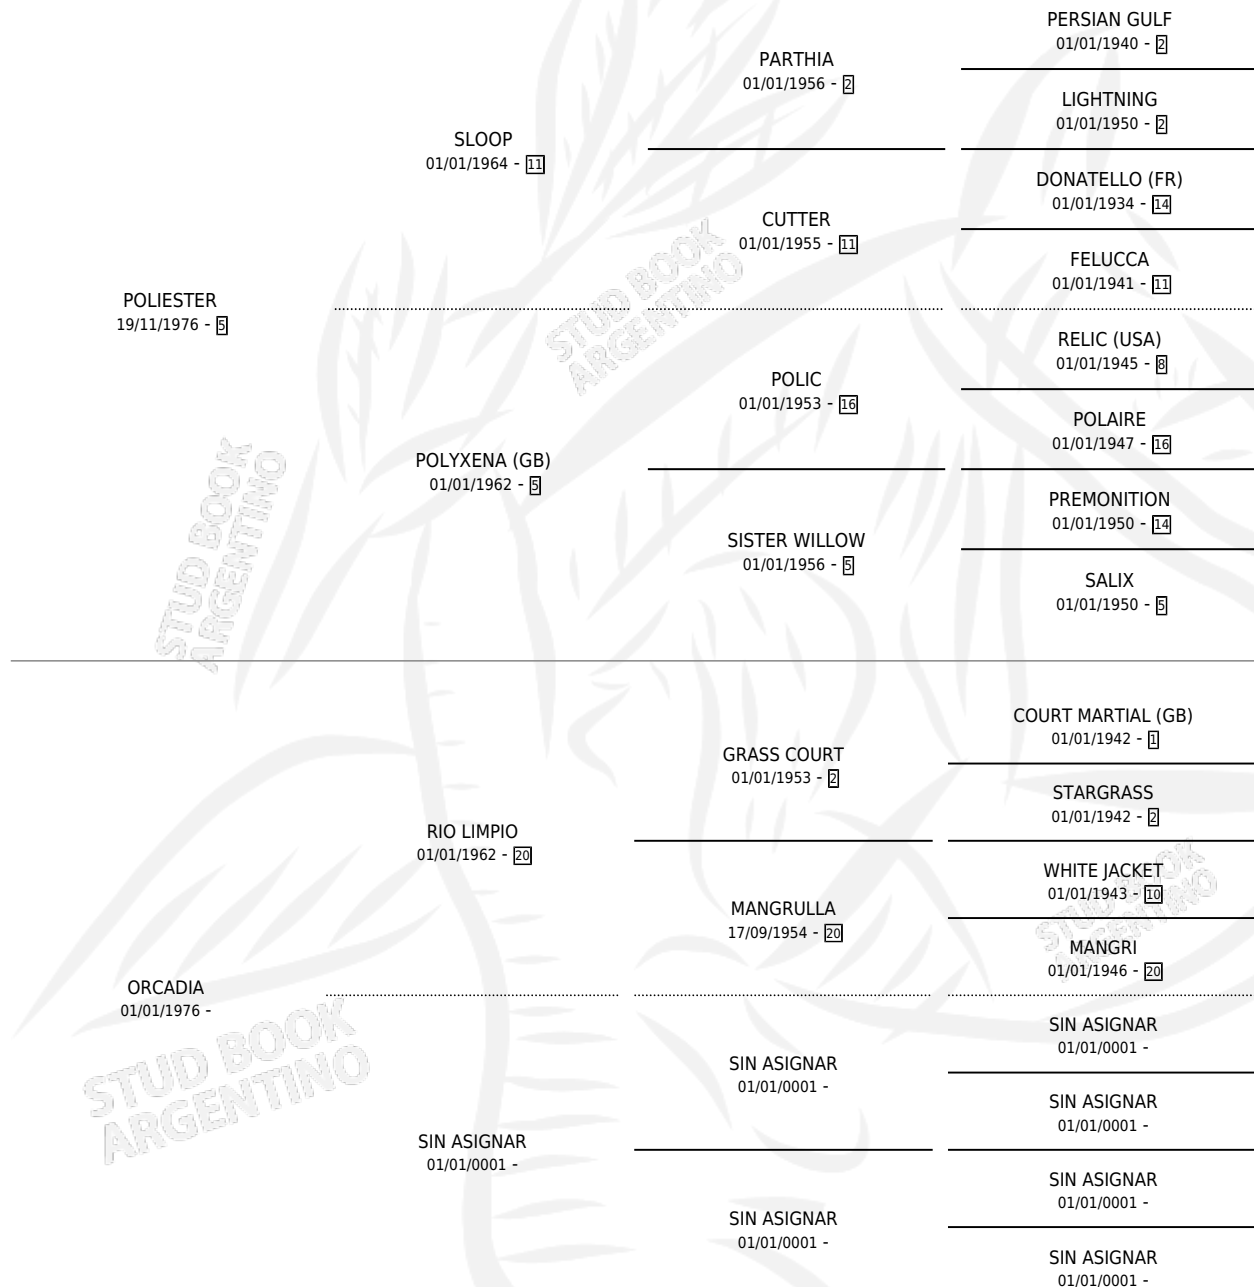 PERSIAN GULF
01/01/1940 - 2
PARTHIA
01/01/1956 - 2
LIGHTNING
01/01/1950 - 2
SLOOP
01/01/1964 - 11
DONATELLO (FR)
01/01/1934 - 14
CUTTER
01/01/1955 - 11
FELUCCA
01/01/1941 - 11
POLIESTER
19/11/1976 - 5
RELIC (USA)
01/01/1945 - 8
POLIC
01/01/1953 - 16
POLAIRE
01/01/1947 - 16
POLYXENA (GB)
01/01/1962 - 5
PREMONITION
01/01/1950 - 14
SISTER WILLOW
01/01/1956 - 5
SALIX
01/01/1950 - 5
COURT MARTIAL (GB)
01/01/1942 - 1
GRASS COURT
01/01/1953 - 2
STARGRASS
01/01/1942 - 2
RIO LIMPIO
01/01/1962 - 20
WHITE JACKET
01/01/1943 - 10
MANGRULLA
17/09/1954 - 20
MANGRI
01/01/1946 - 20
ORCADIA
01/01/1976 -
SIN ASIGNAR
01/01/0001 -
SIN ASIGNAR
01/01/0001 -
SIN ASIGNAR
01/01/0001 -
SIN ASIGNAR
01/01/0001 -
SIN ASIGNAR
01/01/0001 -
SIN ASIGNAR
01/01/0001 -
SIN ASIGNAR
01/01/0001 -
STUD BOOK
ARGENTINO
STUD BOOK
ARGENTINO
STUD BOOK
ARGENTINO
STUD BOOK
ARGENTINO